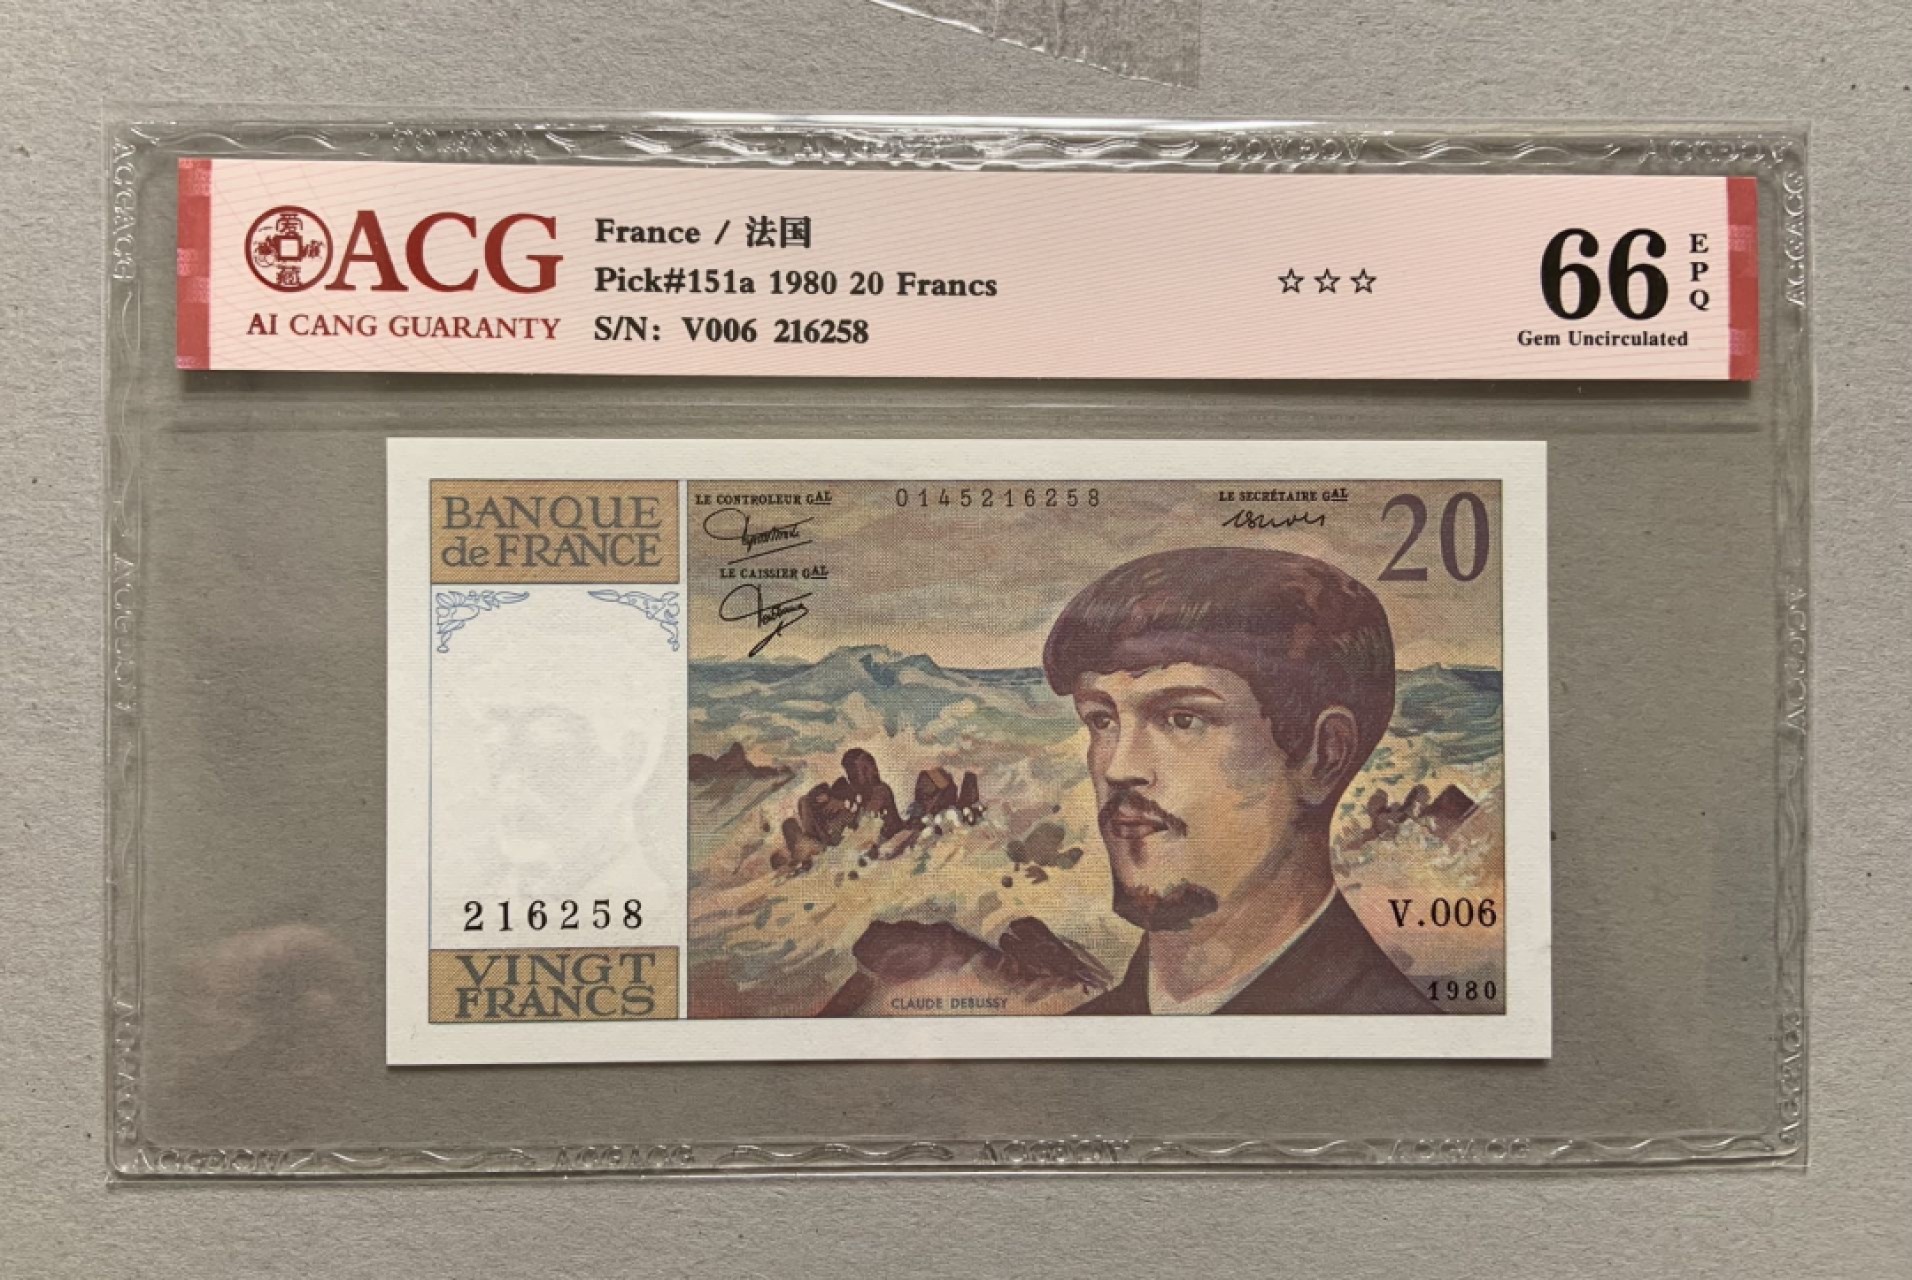 爱藏
ACG
AI CANG GUARANTY
France / 法国
Pick#151a 1980 20 Francs
S/N: V006 216258
☆☆☆
66
EPQ
Gem Uncirculated
BANQUE
de FRANCE
LE CONTROLEUR GAL
0145216258
LE SECRÉTAIRE GAL
20
LE CAISSIER GAL
216258
V.006
VINGT
FRANCS
CLAUDE DEBUSSY
1980